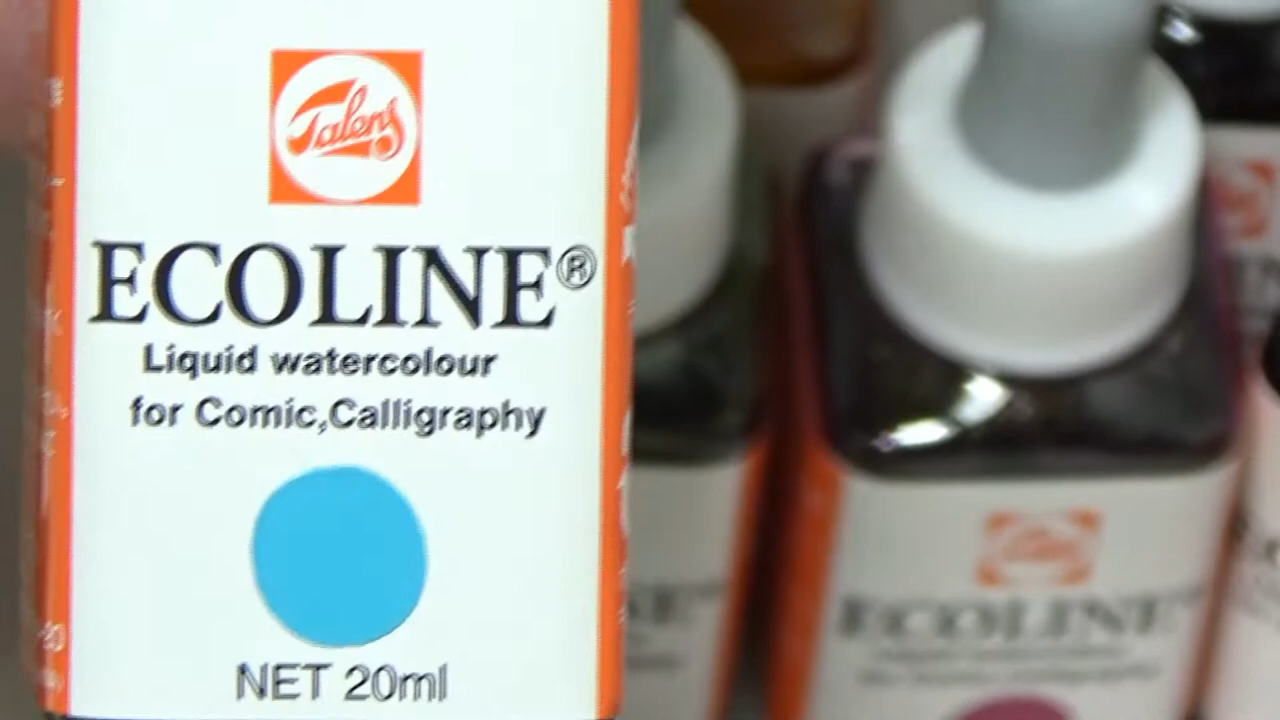 Talens
ECOLINE®
Liquid watercolour
for Comic,Calligraphy
NET 20ml
ECOLINE